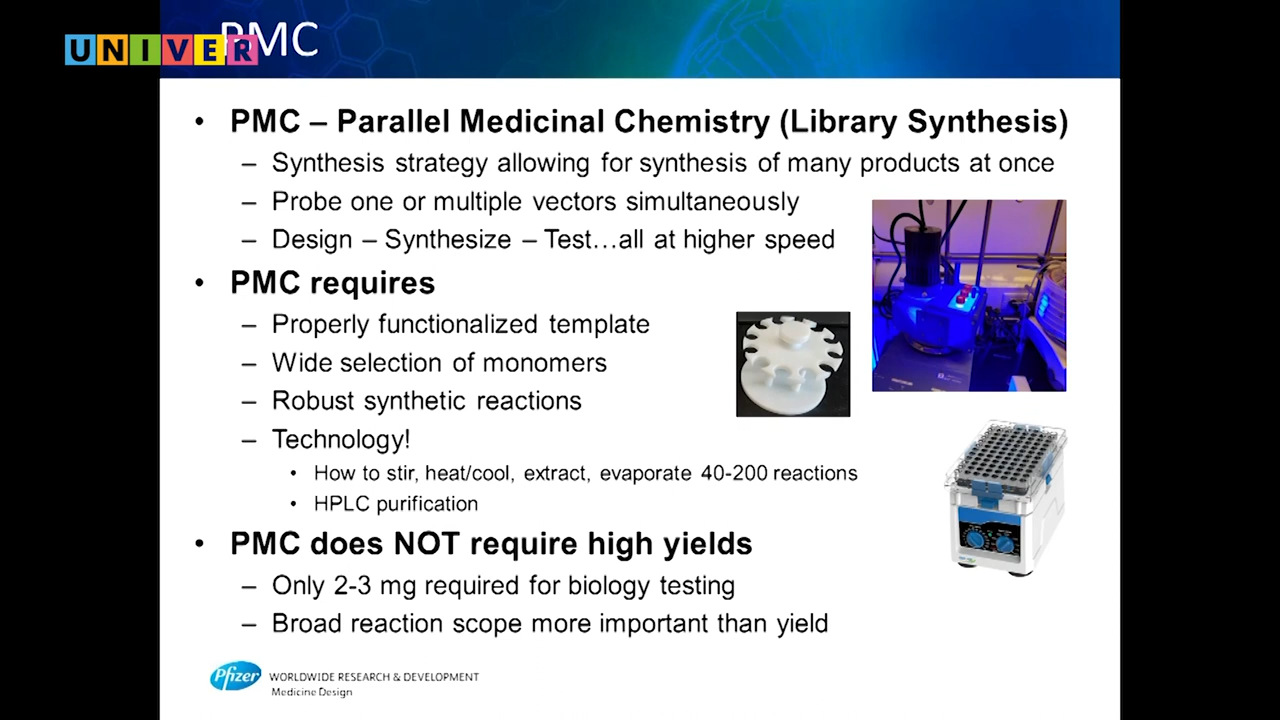 PMC
UNIVER
• PMC – Parallel Medicinal Chemistry (Library Synthesis)
– Synthesis strategy allowing for synthesis of many products at once
– Probe one or multiple vectors simultaneously
– Design – Synthesize – Test…all at higher speed
• PMC requires
– Properly functionalized template
– Wide selection of monomers
– Robust synthetic reactions
– Technology!
• How to stir, heat/cool, extract, evaporate 40-200 reactions
• HPLC purification
• PMC does NOT require high yields
– Only 2-3 mg required for biology testing
– Broad reaction scope more important than yield
Pfizer
WORLDWIDE RESEARCH & DEVELOPMENT
Medicine Design